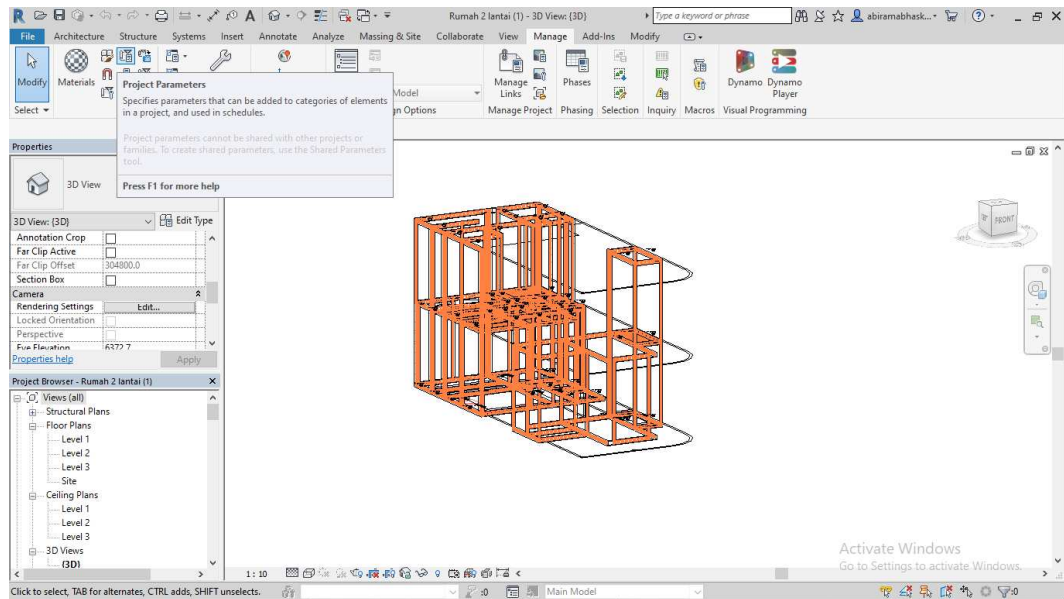 Rumah 2 lantai (1) - 3D View: {3D}
Type a keyword or phrase
abiramabhask...
File Architecture Structure Systems Insert Annotate Analyze Massing & Site Collaborate View Manage Add-Ins Modify
Modify
Materials
Manage
Links
Phases
Dynamo
Dynamo
Player
Model
Select
Manage Project Phasing Selection Inquiry Macros Visual Programming
Project Parameters
Specifies parameters that can be added to categories of elements
in a project, and used in schedules.
Project parameters cannot be shared with other projects or
families. To create shared parameters, use the Shared Parameters
tool.
Press F1 for more help
Properties
3D View
3D View: {3D}
Edit Type
Annotation Crop
Far Clip Active
Far Clip Offset 304800.0
Section Box
Camera
Rendering Settings Edit...
Locked Orientation
Perspective
Eye Elevation 6372.7
Properties help
Apply
Project Browser - Rumah 2 lantai (1)
Views (all)
Structural Plans
Floor Plans
Level 1
Level 2
Level 3
Site
Ceiling Plans
Level 1
Level 2
Level 3
3D Views
{3D}
FRONT
Activate Windows
Go to Settings to activate Windows.
1 : 10
Click to select, TAB for alternates, CTRL adds, SHIFT unselects.
:0
Main Model
:0